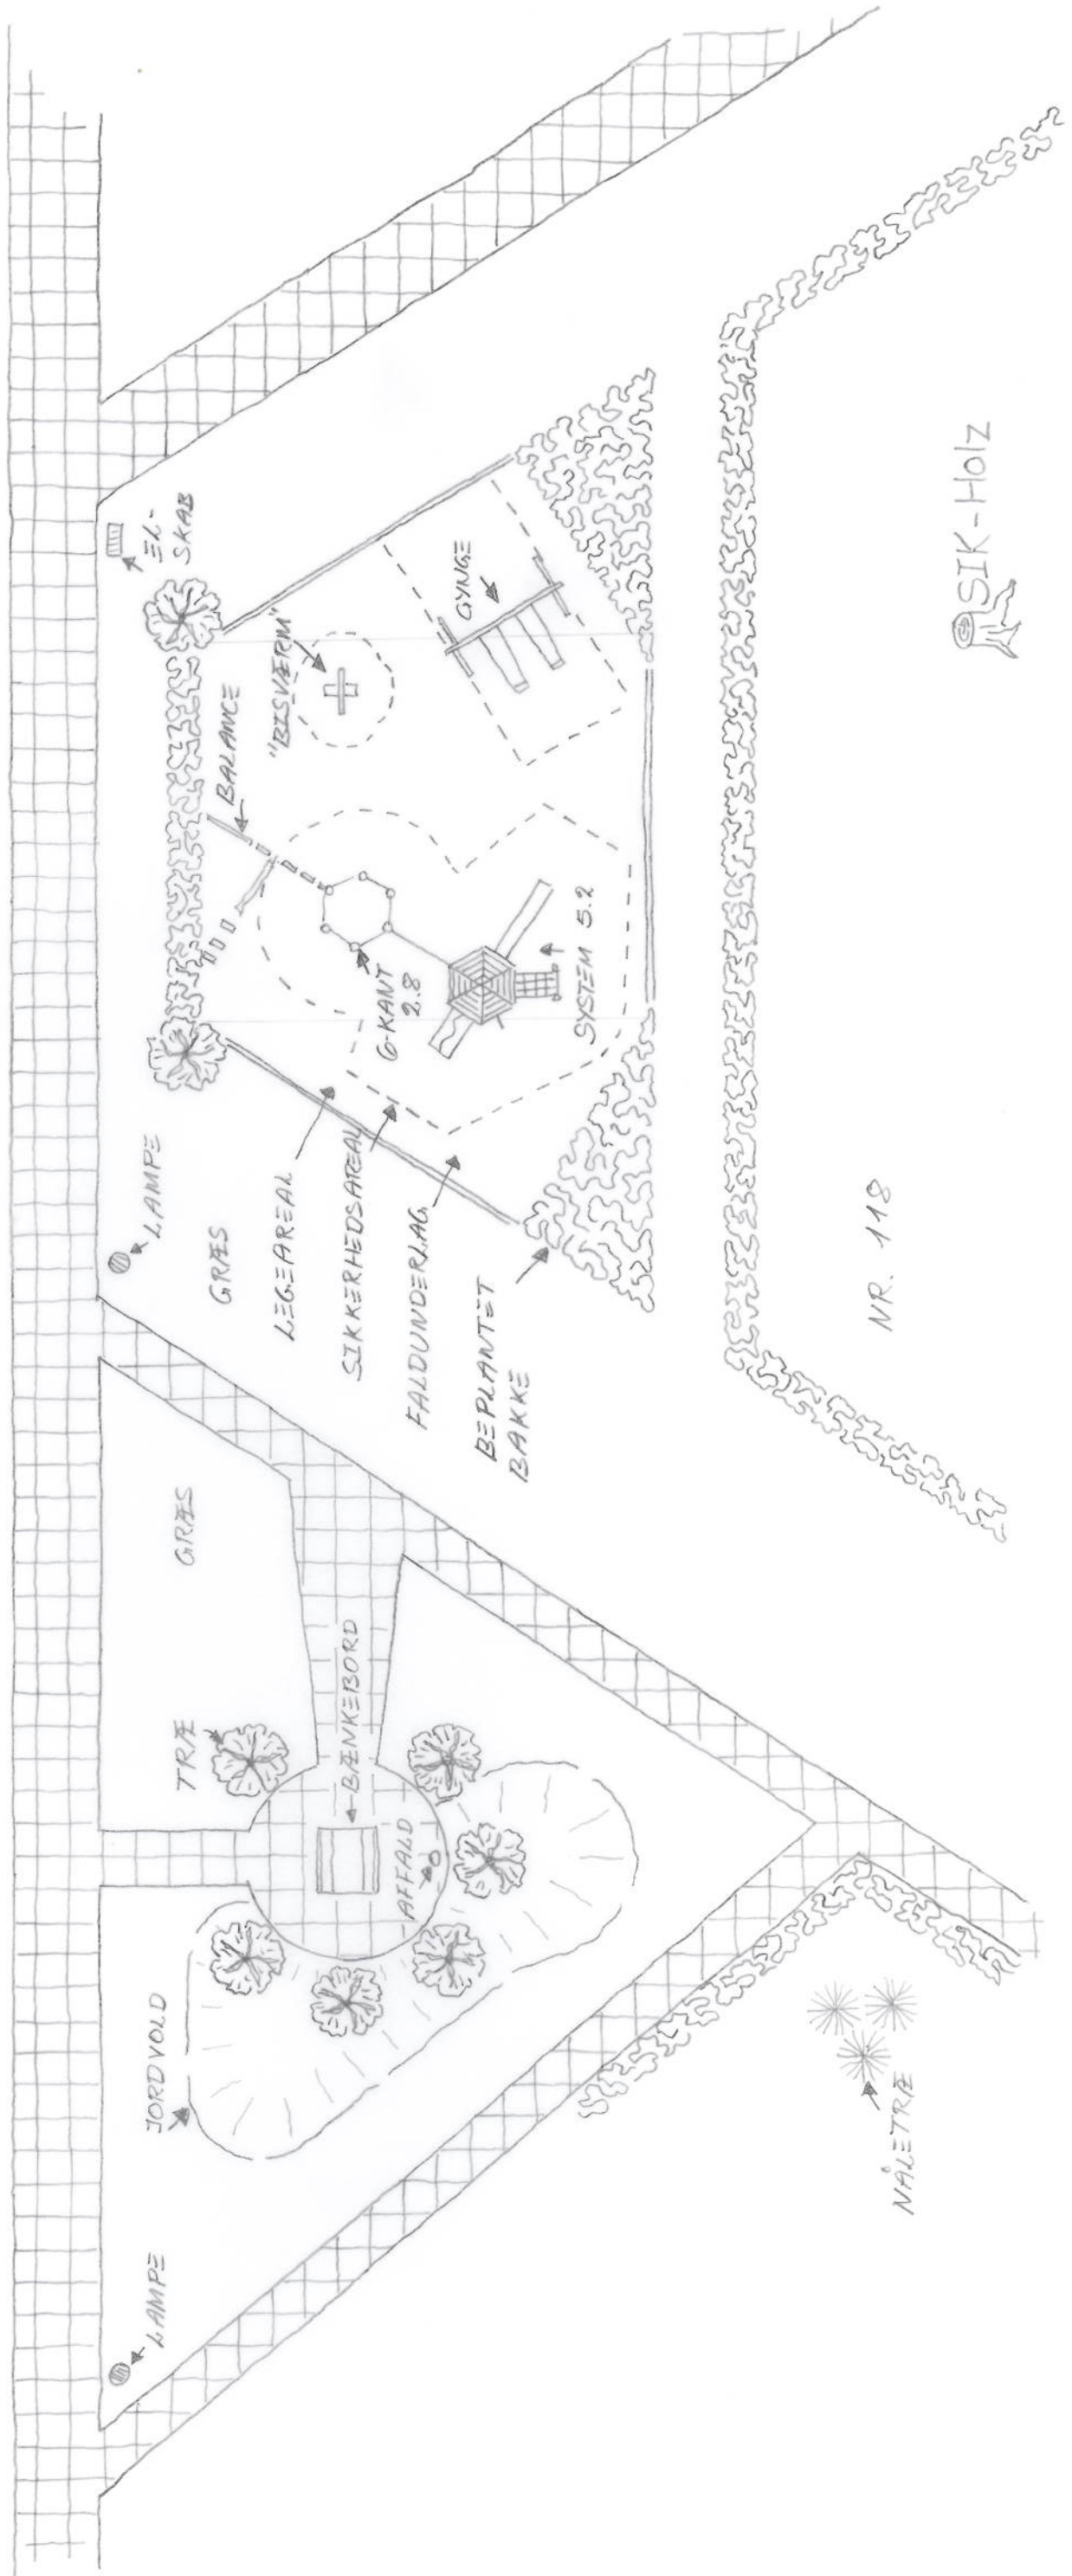 LAMPE
JORDVOLD
TRÆ
GRÆS
BÆNKEBORD
AFFALD
NÅLETRÆ
LAMPE
GRÆS
LEGEAREAL
SIKKERHEDSAREAL
FALDUNDERLAG
BEPLANTET
BAKKE
6-KANT
2.8
SYSTEM 5.2
BALANCE
"BISVÆRM"
EL-
SKAB
GYNGE
NR. 118
SIK-Holz